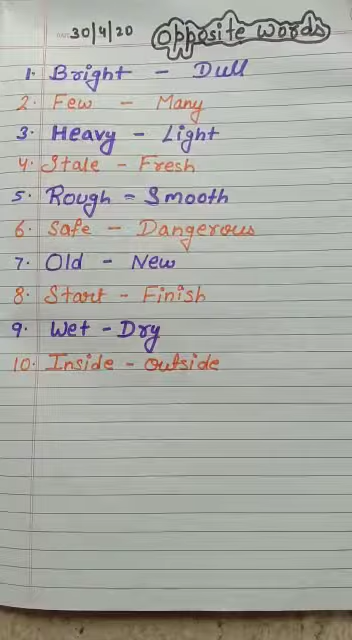 DATE 30/4/20 Opposite Words
1. Bright - Dull
2. Few - Many
3. Heavy - Light
4. Stale - Fresh
5. Rough = Smooth
6. Safe - Dangerous
7. Old - New
8. Start - Finish
9. Wet - Dry
10. Inside - Outside